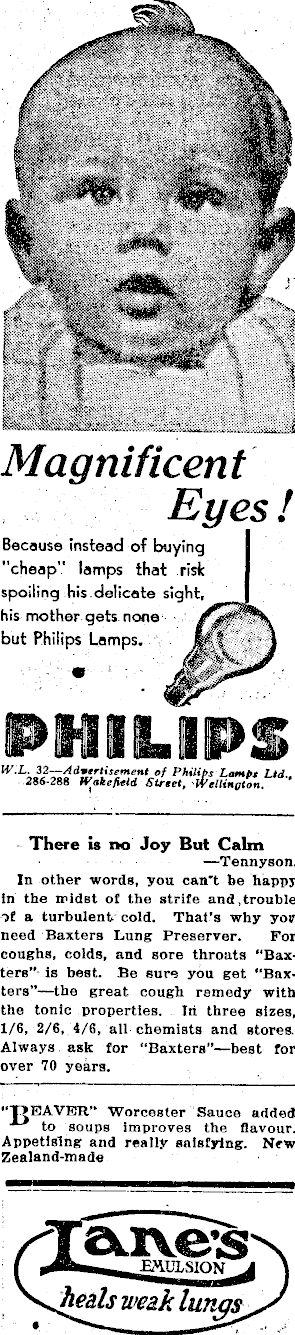 Magnificent
Eyes!
Because instead of buying
"cheap" lamps that risk
spoiling his delicate sight,
his mother gets none
but Philips Lamps.
PHILIPS
W.L. 32—Advertisement of Philips Lamps Ltd.,
286-288 Wakefield Street, Wellington.
There is no Joy But Calm
—Tennyson.
In other words, you can't be happy
in the midst of the strife and trouble
of a turbulent cold. That's why you
need Baxters Lung Preserver. For
coughs, colds, and sore throats "Bax-
ters" is best. Be sure you get "Bax-
ters"—the great cough remedy with
the tonic properties. In three sizes,
1/6, 2/6, 4/6, all chemists and stores.
Always ask for "Baxters"—best for
over 70 years.
"BEAVER" Worcester Sauce added
to soups improves the flavour.
Appetising and really satisfying. New
Zealand-made
Lane's
EMULSION
heals weak lungs